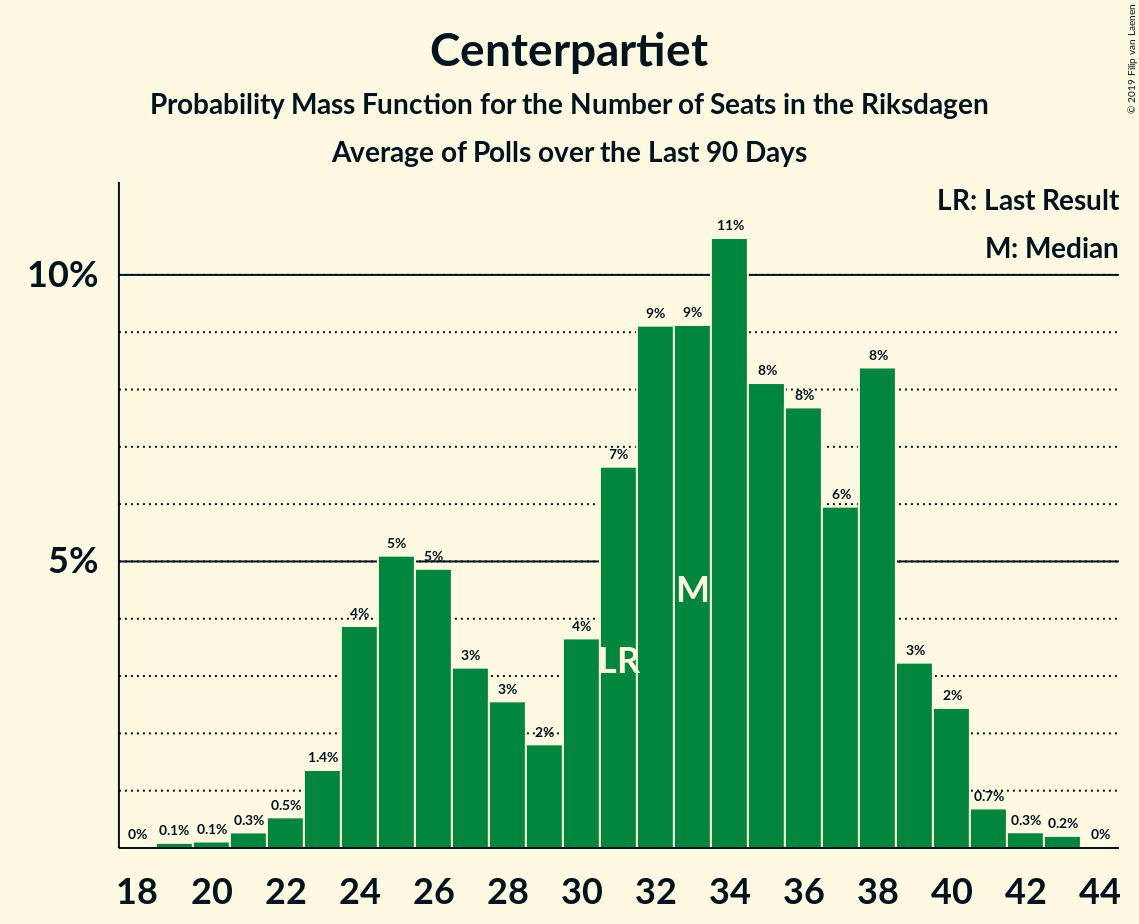 Centerpartiet
Probability Mass Function for the Number of Seats in the Riksdagen
Average of Polls over the Last 90 Days
© 2019 Filip van Laenen
LR: Last Result
M: Median
10%
5%
0% 0.1% 0.1% 0.3% 0.5% 1.4% 4% 5% 5% 3% 3% 2% 4% 7% 9% 9% 11% 8% 8% 6% 8% 3% 2% 0.7% 0.3% 0.2% 0%
LR M
18 20 22 24 26 28 30 32 34 36 38 40 42 44